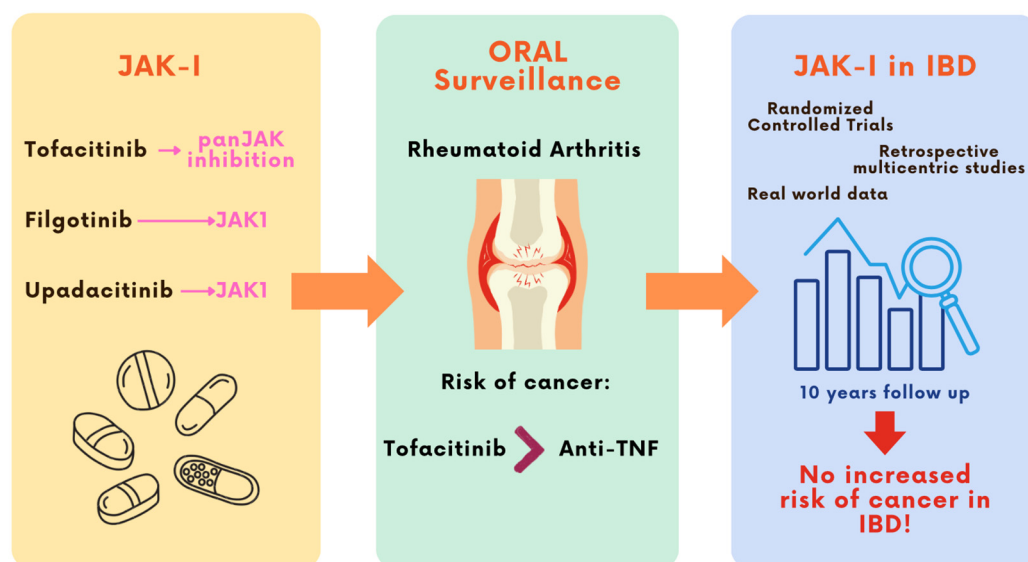 JAK-I
Tofacitinib
panJAK
inhibition
Filgotinib
JAK1
Upadacitinib
JAK1
ORAL
Surveillance
Rheumatoid Arthritis
Risk of cancer:
Tofacitinib
Anti-TNF
JAK-I in IBD
Randomized
Controlled Trials
Retrospective
multicentric studies
Real world data
10 years follow up
No increased
risk of cancer in
IBD!